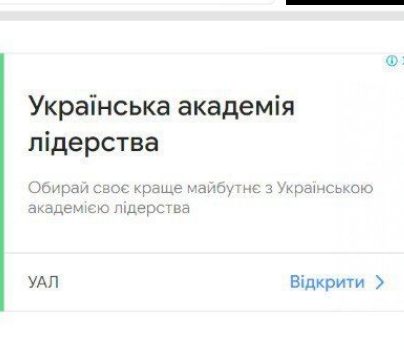 Українська академія
лідерства
Обирай своє краще майбутнє з Українською
академією лідерства
УАЛ
Відкрити